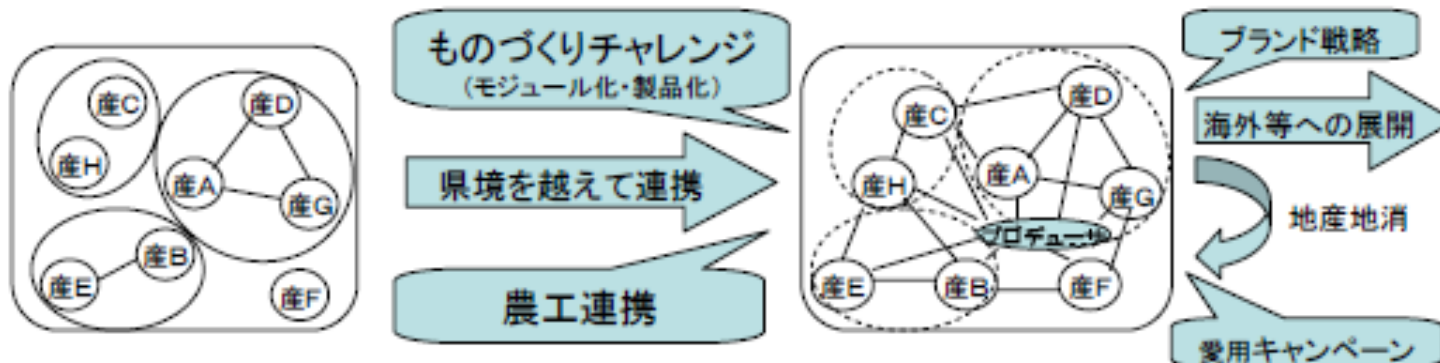 産C
産D
産H
産A
産G
産B
産E
産F
ものづくりチャレンジ
(モジュール化・製品化)
県境を越えて連携
農工連携
産C
産D
産H
産A
産G
プロデューサ
産E
産B
産F
ブランド戦略
海外等への展開
地産地消
愛用キャンペーン